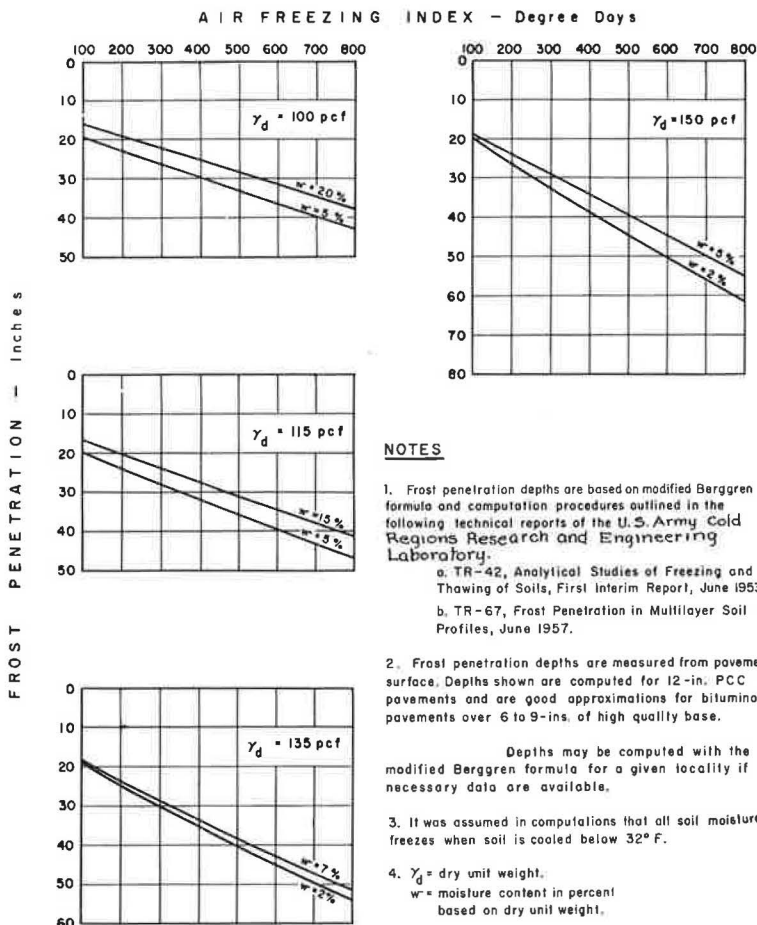 AIR FREEZING INDEX — Degree Days
100 200 300 400 500 600 700 800
0
10
20
30
40
50
γd = 100 pcf
w = 20 %
w = 5 %
100 200 300 400 500 600 700 800
0
10
20
30
40
50
60
70
80
γd = 150 pcf
w = 5 %
w = 2 %
FROST PENETRATION — Inches
0
10
20
30
40
50
γd = 115 pcf
w = 15 %
w = 5 %
0
10
20
30
40
50
60
γd = 135 pcf
w = 7 %
w = 2 %
NOTES
1. Frost penetration depths are based on modified Berggren
formula and computation procedures outlined in the
following technical reports of the U.S. Army Cold
Regions Research and Engineering
Laboratory.
a. TR-42, Analytical Studies of Freezing and
Thawing of Soils, First Interim Report, June 1953
b. TR-67, Frost Penetration in Multilayer Soil
Profiles, June 1957.
2. Frost penetration depths are measured from paveme
surface. Depths shown are computed for 12-in. PCC
pavements and are good approximations for bitumino
pavements over 6 to 9-ins. of high quality base.
Depths may be computed with the
modified Berggren formula for a given locality if
necessary data are available.
3. It was assumed in computations that all soil moisture
freezes when soil is cooled below 32° F.
4. γd = dry unit weight.
w = moisture content in percent
based on dry unit weight.